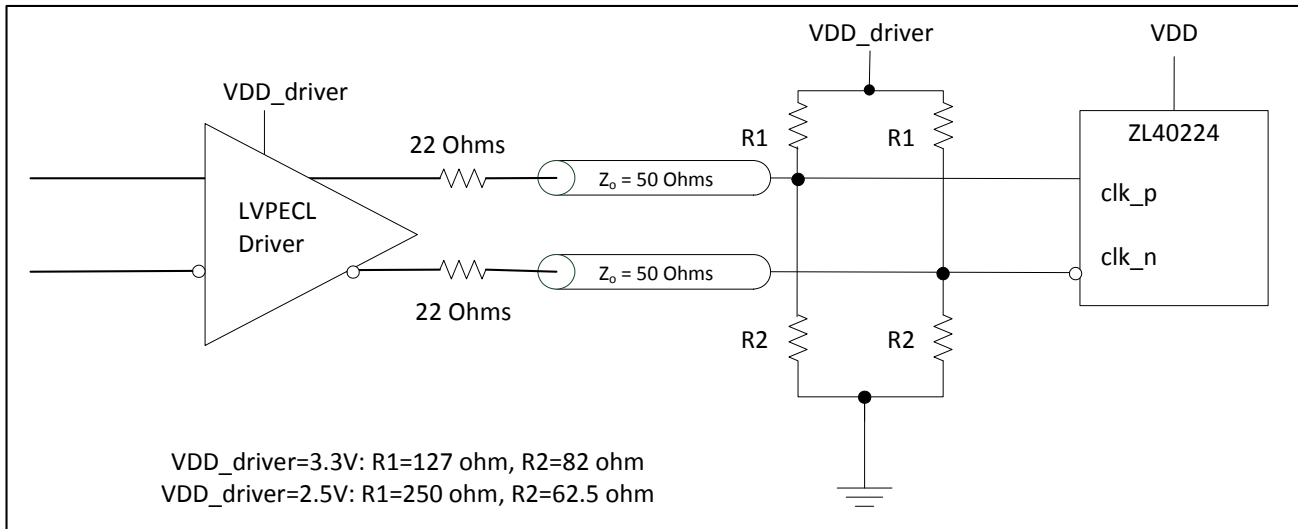 VDD_driver
VDD
VDD_driver
22 Ohms
R1
R1
ZL40224
Zo = 50 Ohms
clk_p
LVPECL
Driver
clk_n
Zo = 50 Ohms
22 Ohms
R2
R2
VDD_driver=3.3V: R1=127 ohm, R2=82 ohm
VDD_driver=2.5V: R1=250 ohm, R2=62.5 ohm